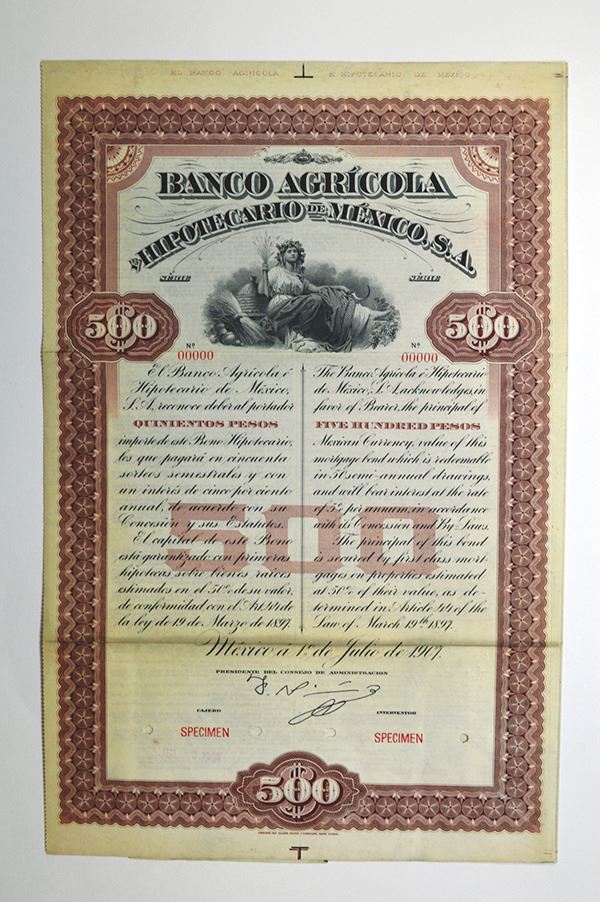 EL BANCO AGRICOLA É HIPOTECARIO DE MEXICO
BANCO AGRÍCOLA
É HIPOTECARIO DE MÉXICO, S.A.
SÉRIE SÉRIE
500 500
Nº Nº
00000 00000
El Banco Agrícola é
Hipotecario de México,
S.A. reconoce deber al portador
QUINIENTOS PESOS
importe de este Bono Hipotecario,
los que pagará en cincuenta
sorteos semestrales y con
un interés de cinco por ciento
anual, de acuerdo con su
Concesión y sus Estatutos.
El capital de este Bono
está garantizado con primeras
hipotecas sobre bienes raíces
estimados en el 50% de su valor,
de conformidad con el Art. 44 de
la ley de 19 de Marzo de 1897.
The Banco Agrícola é Hipotecario
de México, S.A. acknowledges, in
favor of Bearer, the principal of
FIVE HUNDRED PESOS
Mexican Currency, value of this
mortgage bond which is redeemable
in 50 semi-annual drawings,
and will bear interest at the rate
of 5% per annum, in accordance
with its Concession and By-Laws.
The principal of this bond
is secured by first class mort-
gages on properties estimated
at 50% of their value, as de-
termined in Article 44 of the
Law of March 19th 1897.
500
México á 1º de Julio de 1907.
PRESIDENTE DEL CONSEJO DE ADMINISTRACION
CAJERO INTERVENTOR
SPECIMEN SPECIMEN
500